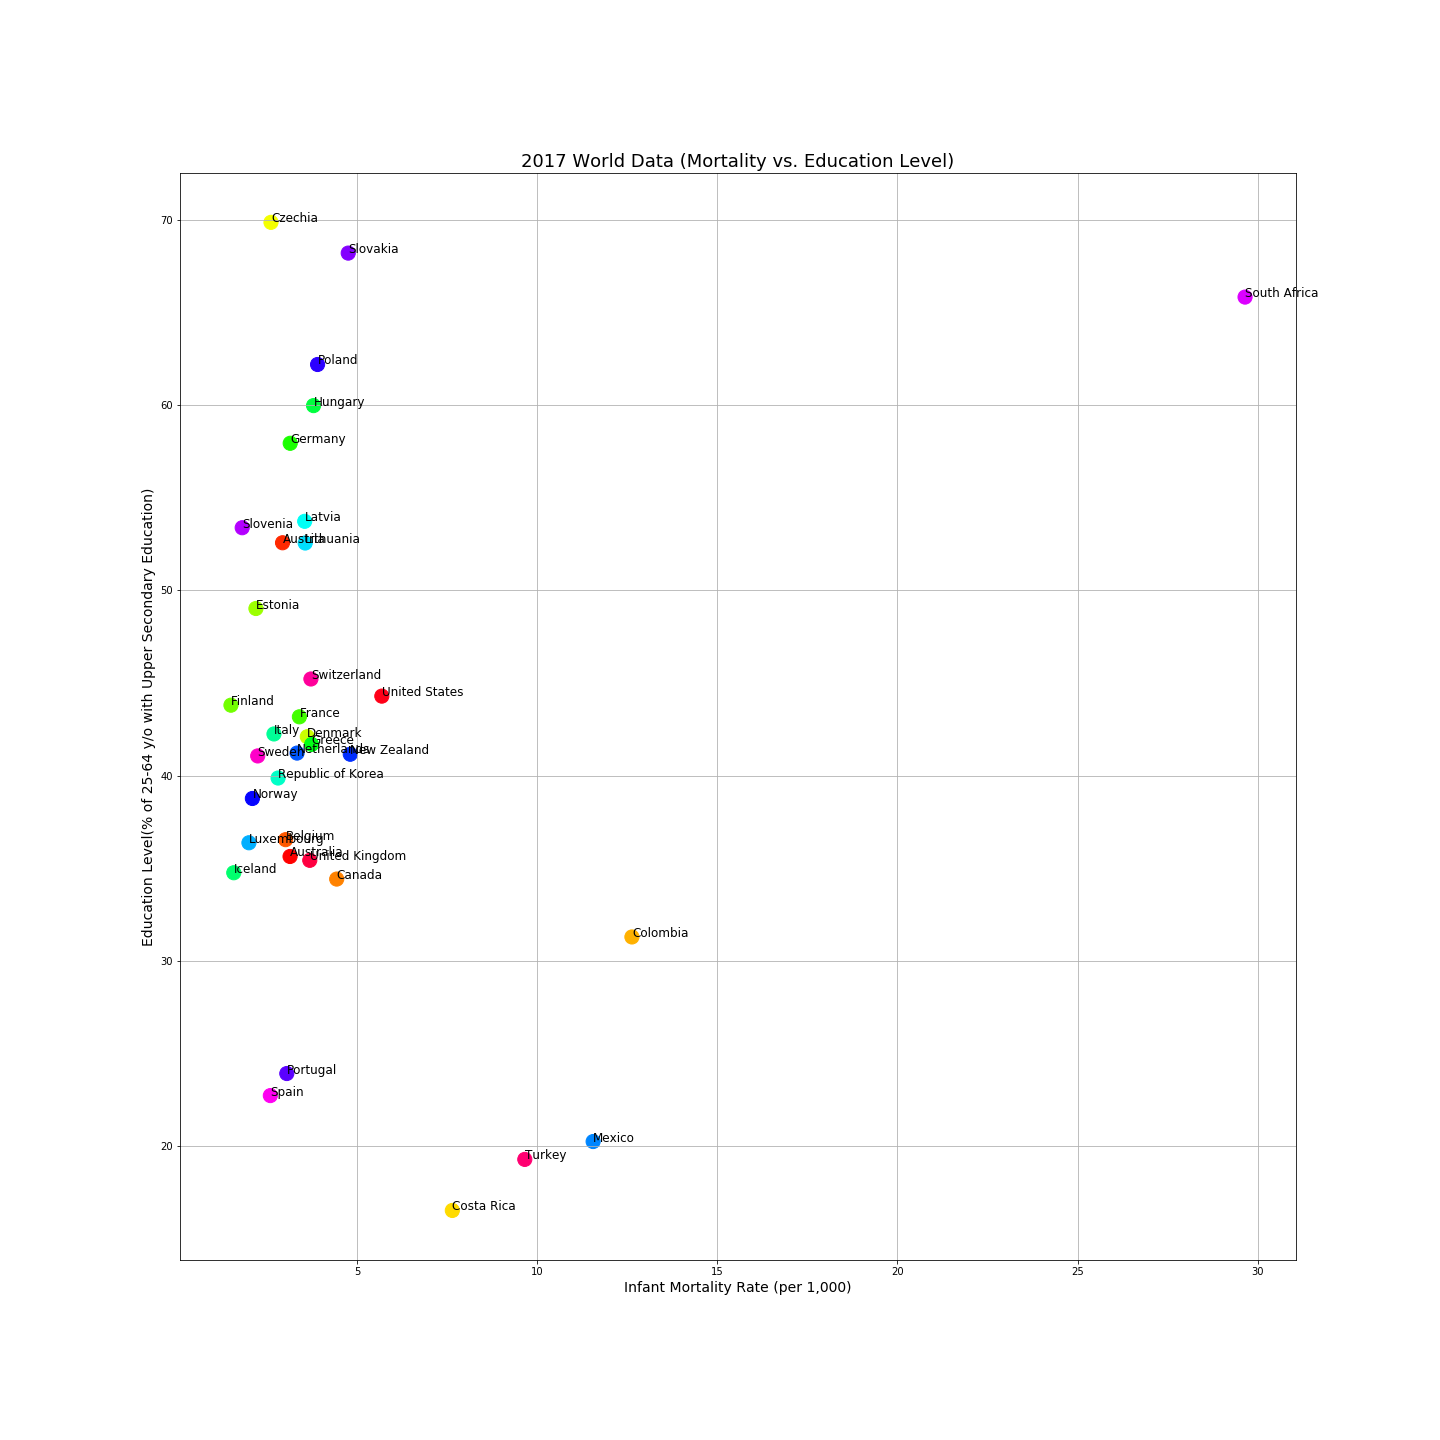 2017 World Data (Mortality vs. Education Level)
Education Level(% of 25-64 y/o with Upper Secondary Education)
70
60
50
40
30
20
Czechia
Slovakia
South Africa
Poland
Hungary
Germany
Latvia
Slovenia
Austria
Lithuania
Estonia
Switzerland
United States
Finland
France
Italy
Denmark
Greece
Netherlands
New Zealand
Sweden
Republic of Korea
Norway
Belgium
Luxembourg
Australia
United Kingdom
Iceland
Canada
Colombia
Portugal
Spain
Mexico
Turkey
Costa Rica
5
10
15
20
25
30
Infant Mortality Rate (per 1,000)